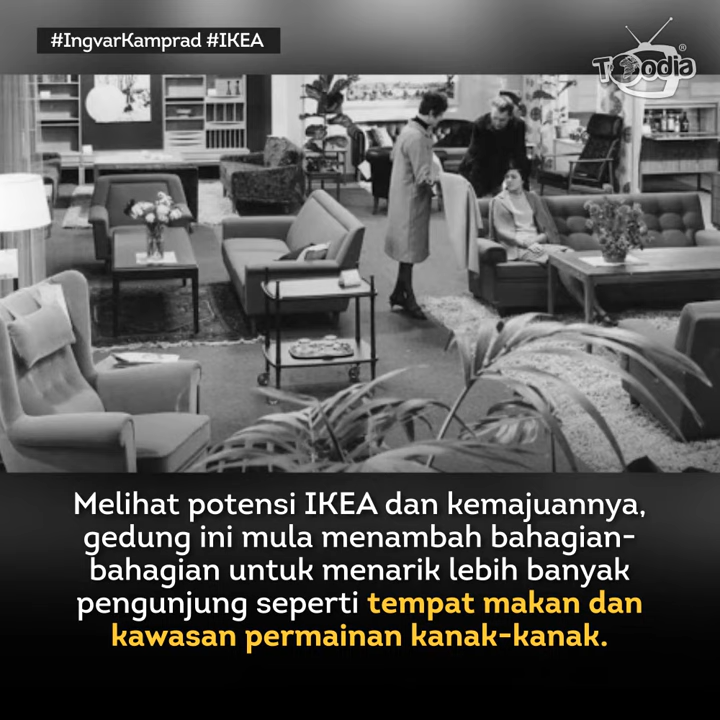 #IngvarKamprad #IKEA
Toodia®
Melihat potensi IKEA dan kemajuannya,
gedung ini mula menambah bahagian-
bahagian untuk menarik lebih banyak
pengunjung seperti tempat makan dan
kawasan permainan kanak-kanak.